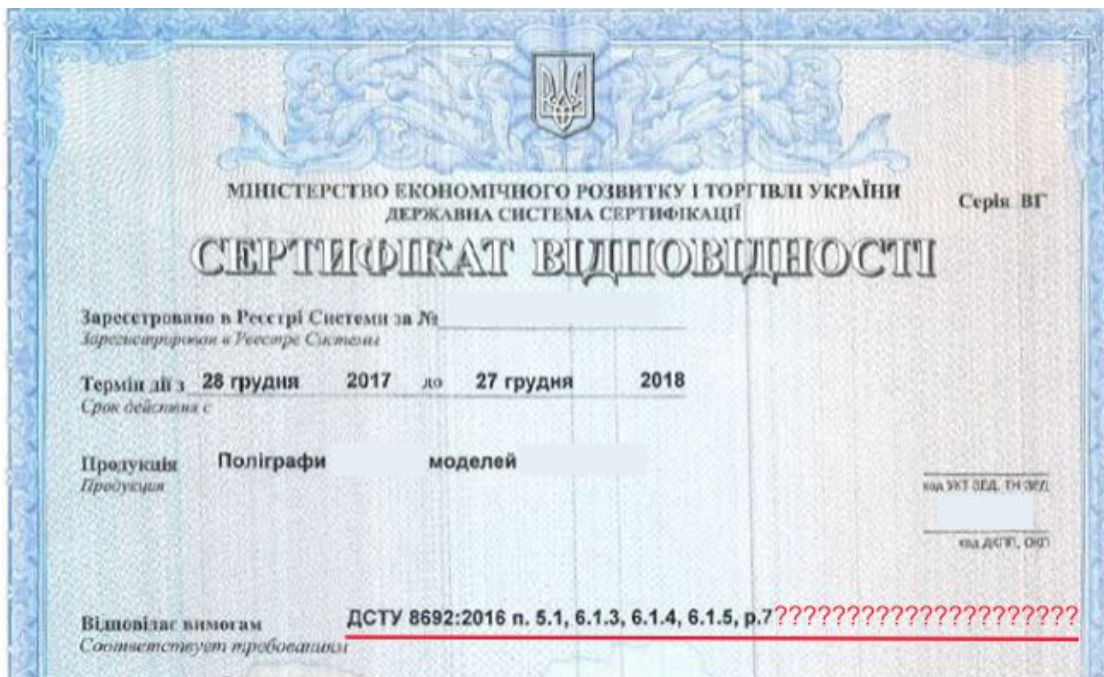 МІНІСТЕРСТВО ЕКОНОМІЧНОГО РОЗВИТКУ І ТОРГІВЛІ УКРАЇНИ
ДЕРЖАВНА СИСТЕМА СЕРТИФІКАЦІЇ
Серія ВГ
СЕРТИФІКАТ ВІДПОВІДНОСТІ
Зареєстровано в Реєстрі Системи за №
Зарегистрирован в Реестре Системы
Термін дії з 28 грудня 2017 до 27 грудня 2018
Срок действия с
Продукція Поліграфи моделей
Продукция
код УКТ ЗЕД, ТН ЗЕД
код ДКПП, ОКП
Відповідає вимогам ДСТУ 8692:2016 п. 5.1, 6.1.3, 6.1.4, 6.1.5, р.7?????????????????????
Соответствует требованиям